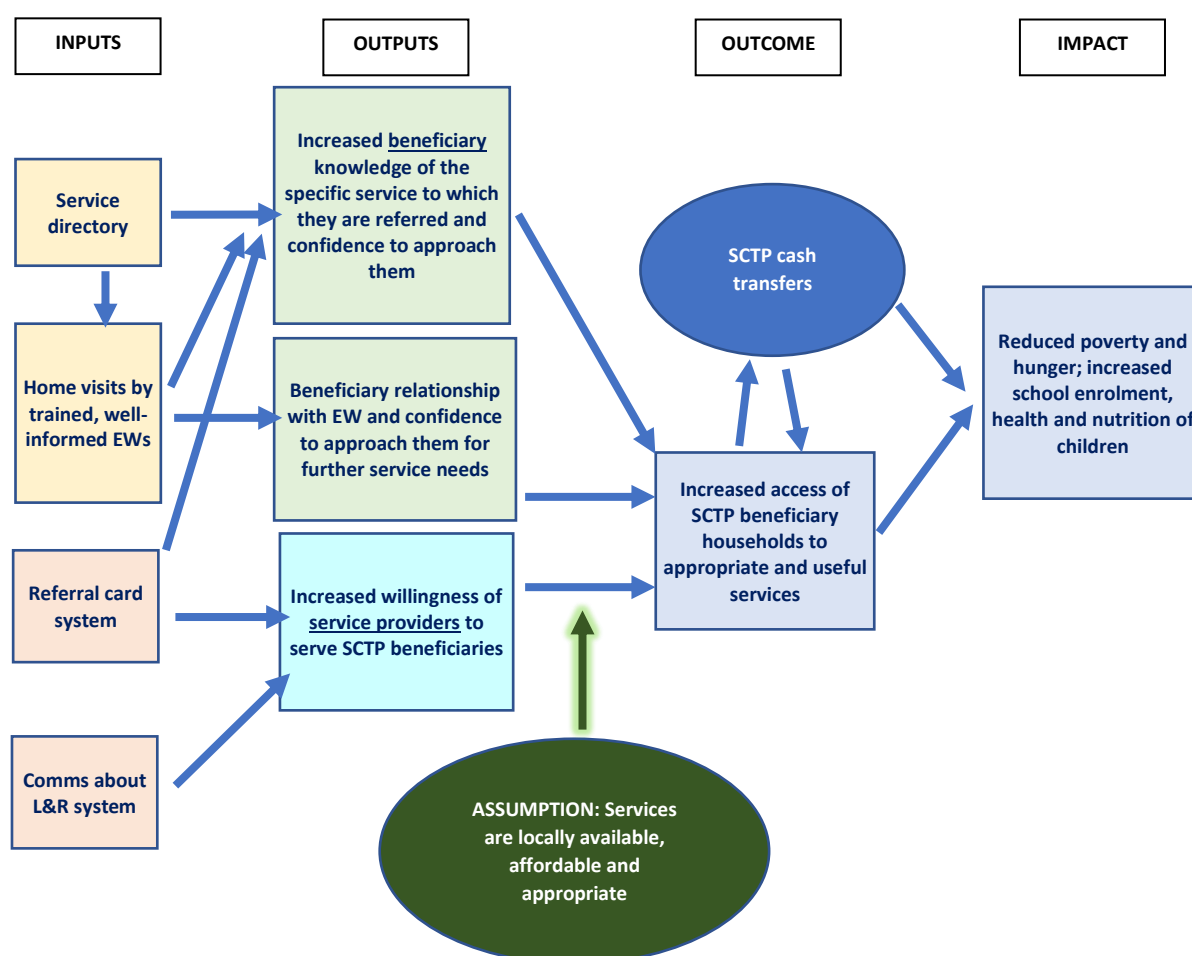 INPUTS
OUTPUTS
OUTCOME
IMPACT
Service
directory
Home visits by
trained, well-
informed EWs
Referral card
system
Comms about
L&R system
Increased beneficiary
knowledge of the
specific service to which
they are referred and
confidence to approach
them
Beneficiary relationship
with EW and confidence
to approach them for
further service needs
Increased willingness of
service providers to
serve SCTP beneficiaries
SCTP cash
transfers
Increased access of
SCTP beneficiary
households to
appropriate and useful
services
Reduced poverty and
hunger; increased
school enrolment,
health and nutrition of
children
ASSUMPTION: Services
are locally available,
affordable and
appropriate